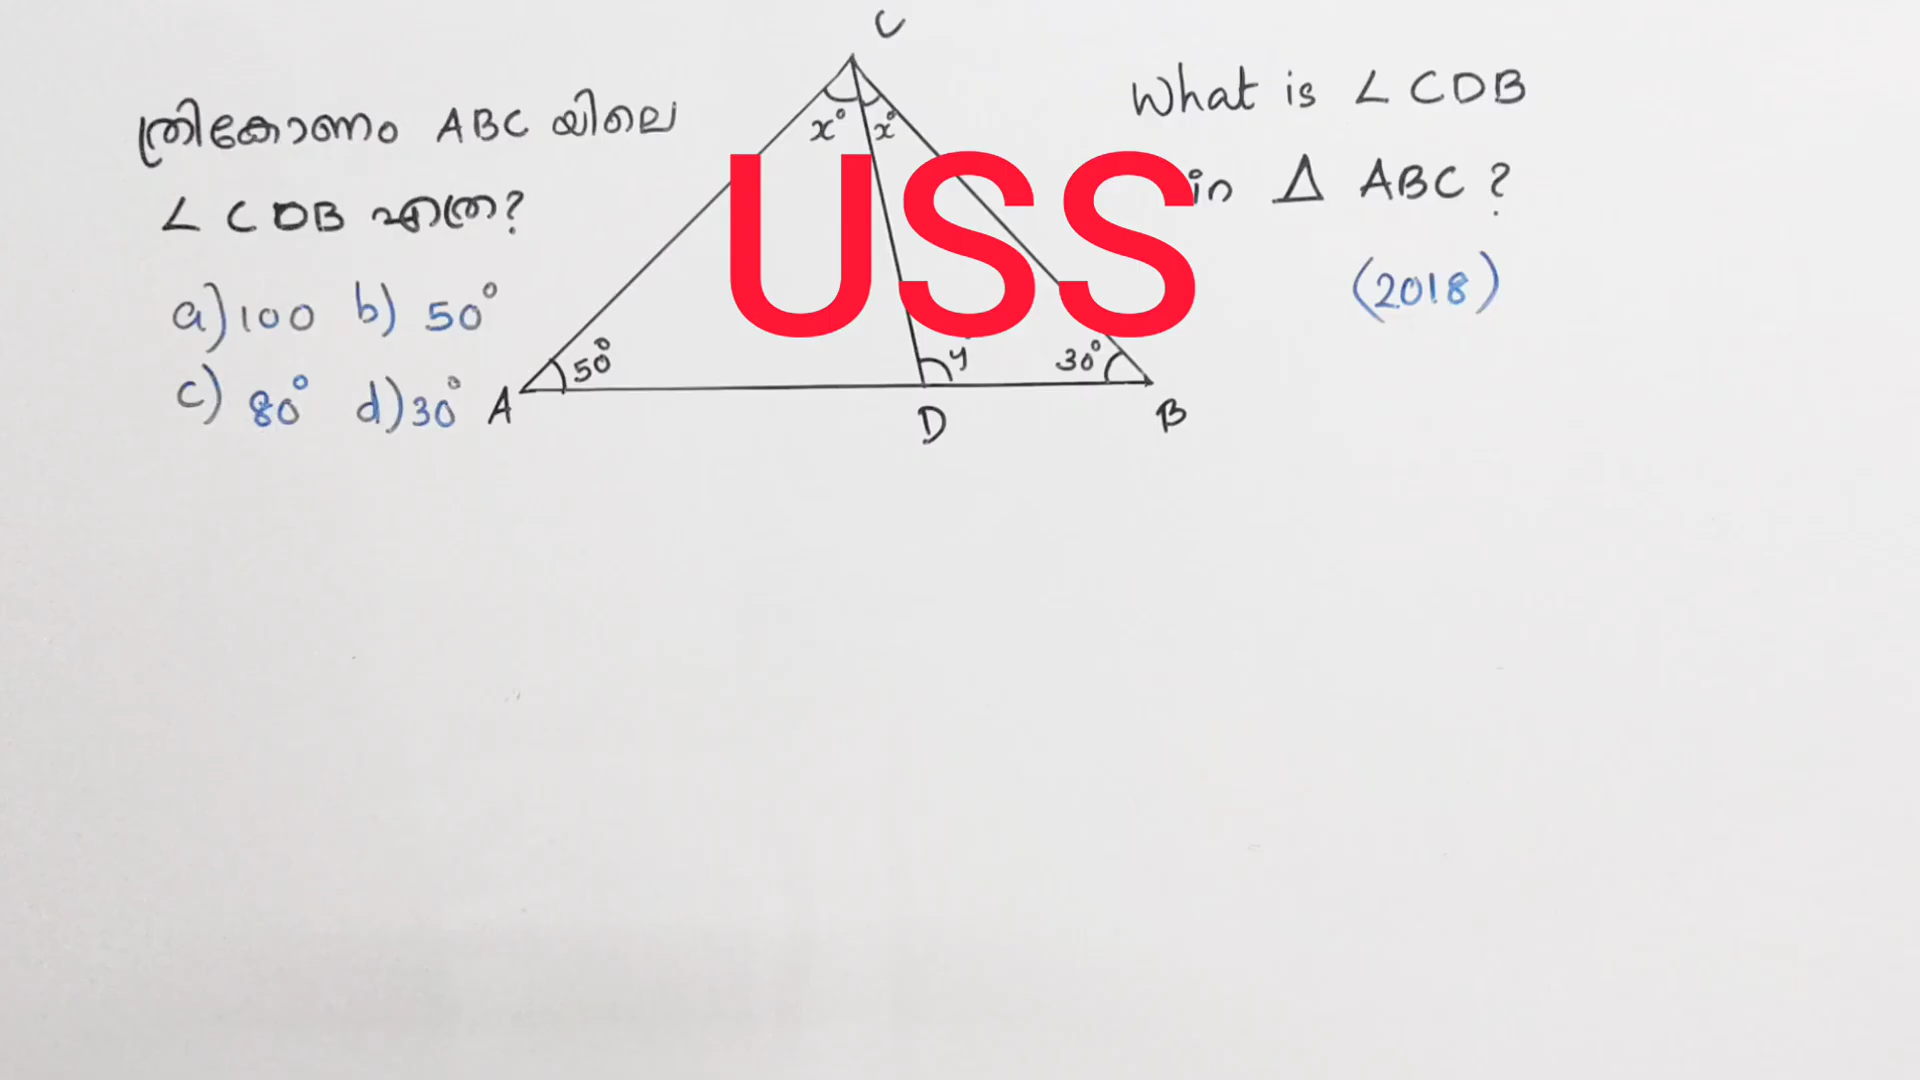 ത്രികോണം ABC യിലെ
∠ CDB എത്ര?
a) 100 b) 50°
c) 80° d) 30°
C
x° x°
50°
y
30°
A
D
B
USS
What is ∠ CDB
in △ ABC ?
(2018)